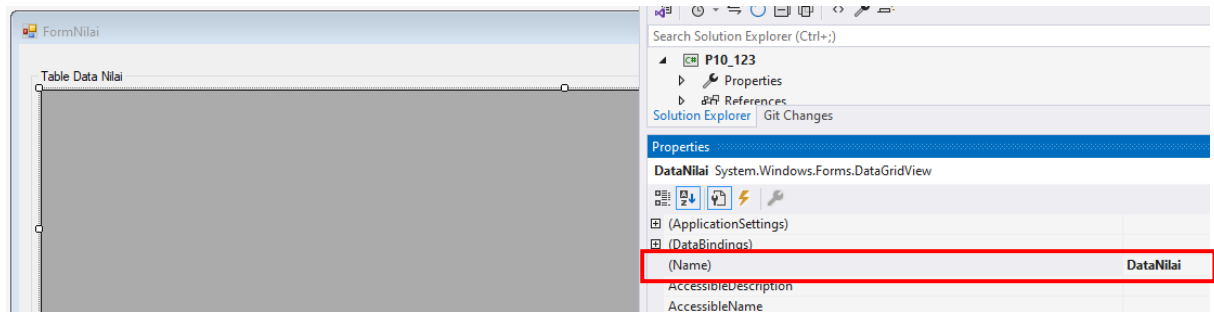 FormNilai
Table Data Nilai
Search Solution Explorer (Ctrl+;)
C# P10_123
Properties
References
Solution Explorer Git Changes
Properties
DataNilai System.Windows.Forms.DataGridView
(ApplicationSettings)
(DataBindings)
(Name) DataNilai
AccessibleDescription
AccessibleName